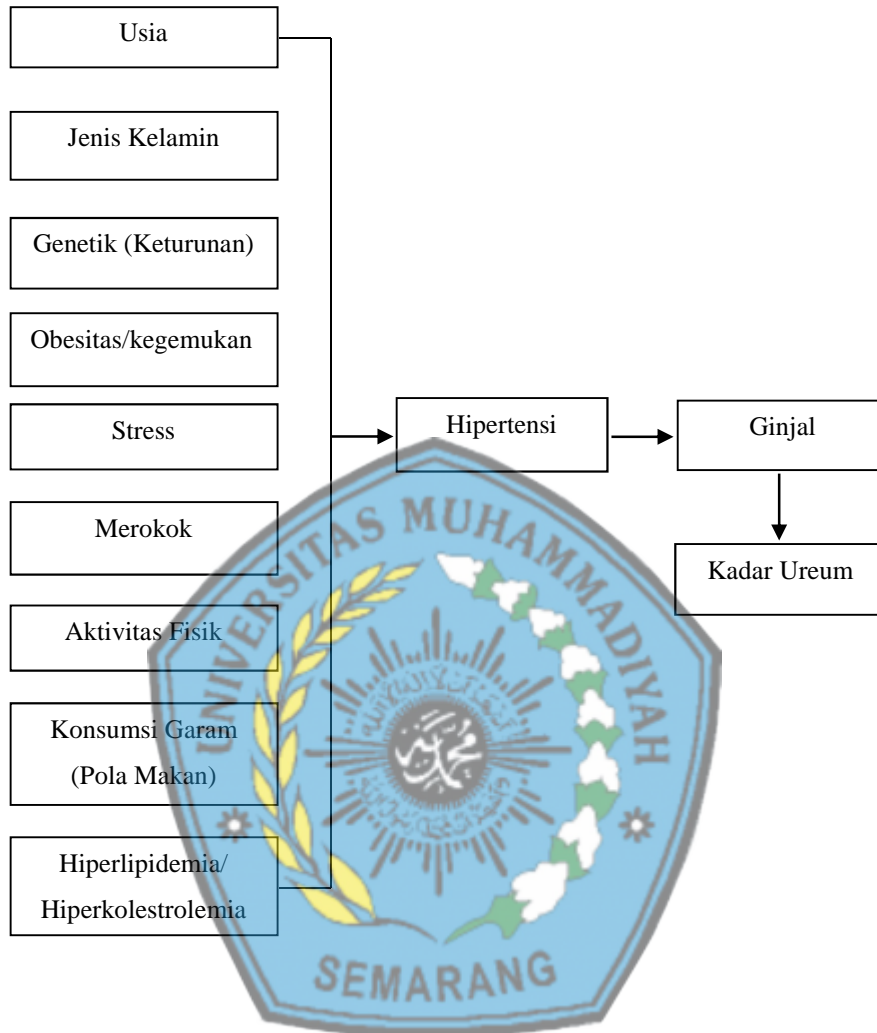 Usia
Jenis Kelamin
Genetik (Keturunan)
Obesitas/kegemukan
Stress
Merokok
Aktivitas Fisik
Konsumsi Garam
(Pola Makan)
Hiperlipidemia/
Hiperkolestrolemia
Hipertensi
Ginjal
Kadar Ureum
UNIVERSITAS MUHAMMADIYAH
SEMARANG